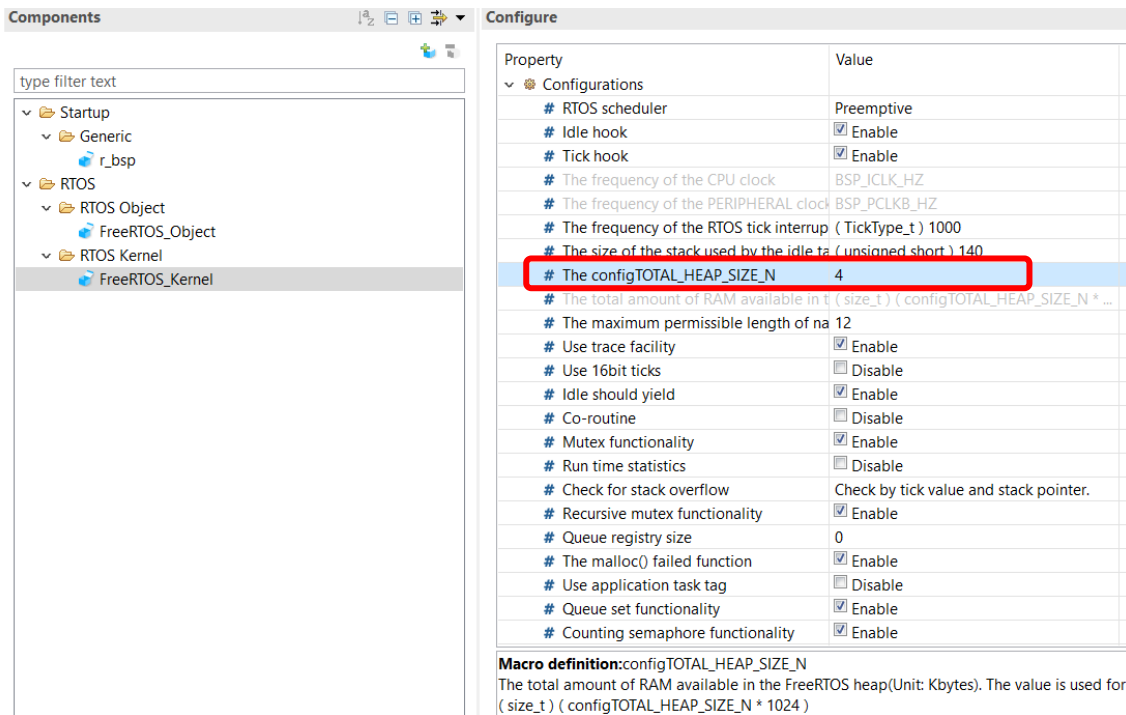 Components
Configure
type filter text
Startup
Generic
r_bsp
RTOS
RTOS Object
FreeRTOS_Object
RTOS Kernel
FreeRTOS_Kernel
Property Value
Configurations
# RTOS scheduler Preemptive
# Idle hook Enable
# Tick hook Enable
# The frequency of the CPU clock BSP_ICLK_HZ
# The frequency of the PERIPHERAL clock BSP_PCLKB_HZ
# The frequency of the RTOS tick interrup ( TickType_t ) 1000
# The size of the stack used by the idle ta ( unsigned short ) 140
# The configTOTAL_HEAP_SIZE_N 4
# The total amount of RAM available in t ( size_t ) ( configTOTAL_HEAP_SIZE_N * ...
# The maximum permissible length of na 12
# Use trace facility Enable
# Use 16bit ticks Disable
# Idle should yield Enable
# Co-routine Disable
# Mutex functionality Enable
# Run time statistics Disable
# Check for stack overflow Check by tick value and stack pointer.
# Recursive mutex functionality Enable
# Queue registry size 0
# The malloc() failed function Enable
# Use application task tag Disable
# Queue set functionality Enable
# Counting semaphore functionality Enable
Macro definition:configTOTAL_HEAP_SIZE_N
The total amount of RAM available in the FreeRTOS heap(Unit: Kbytes). The value is used for
( size_t ) ( configTOTAL_HEAP_SIZE_N * 1024 )